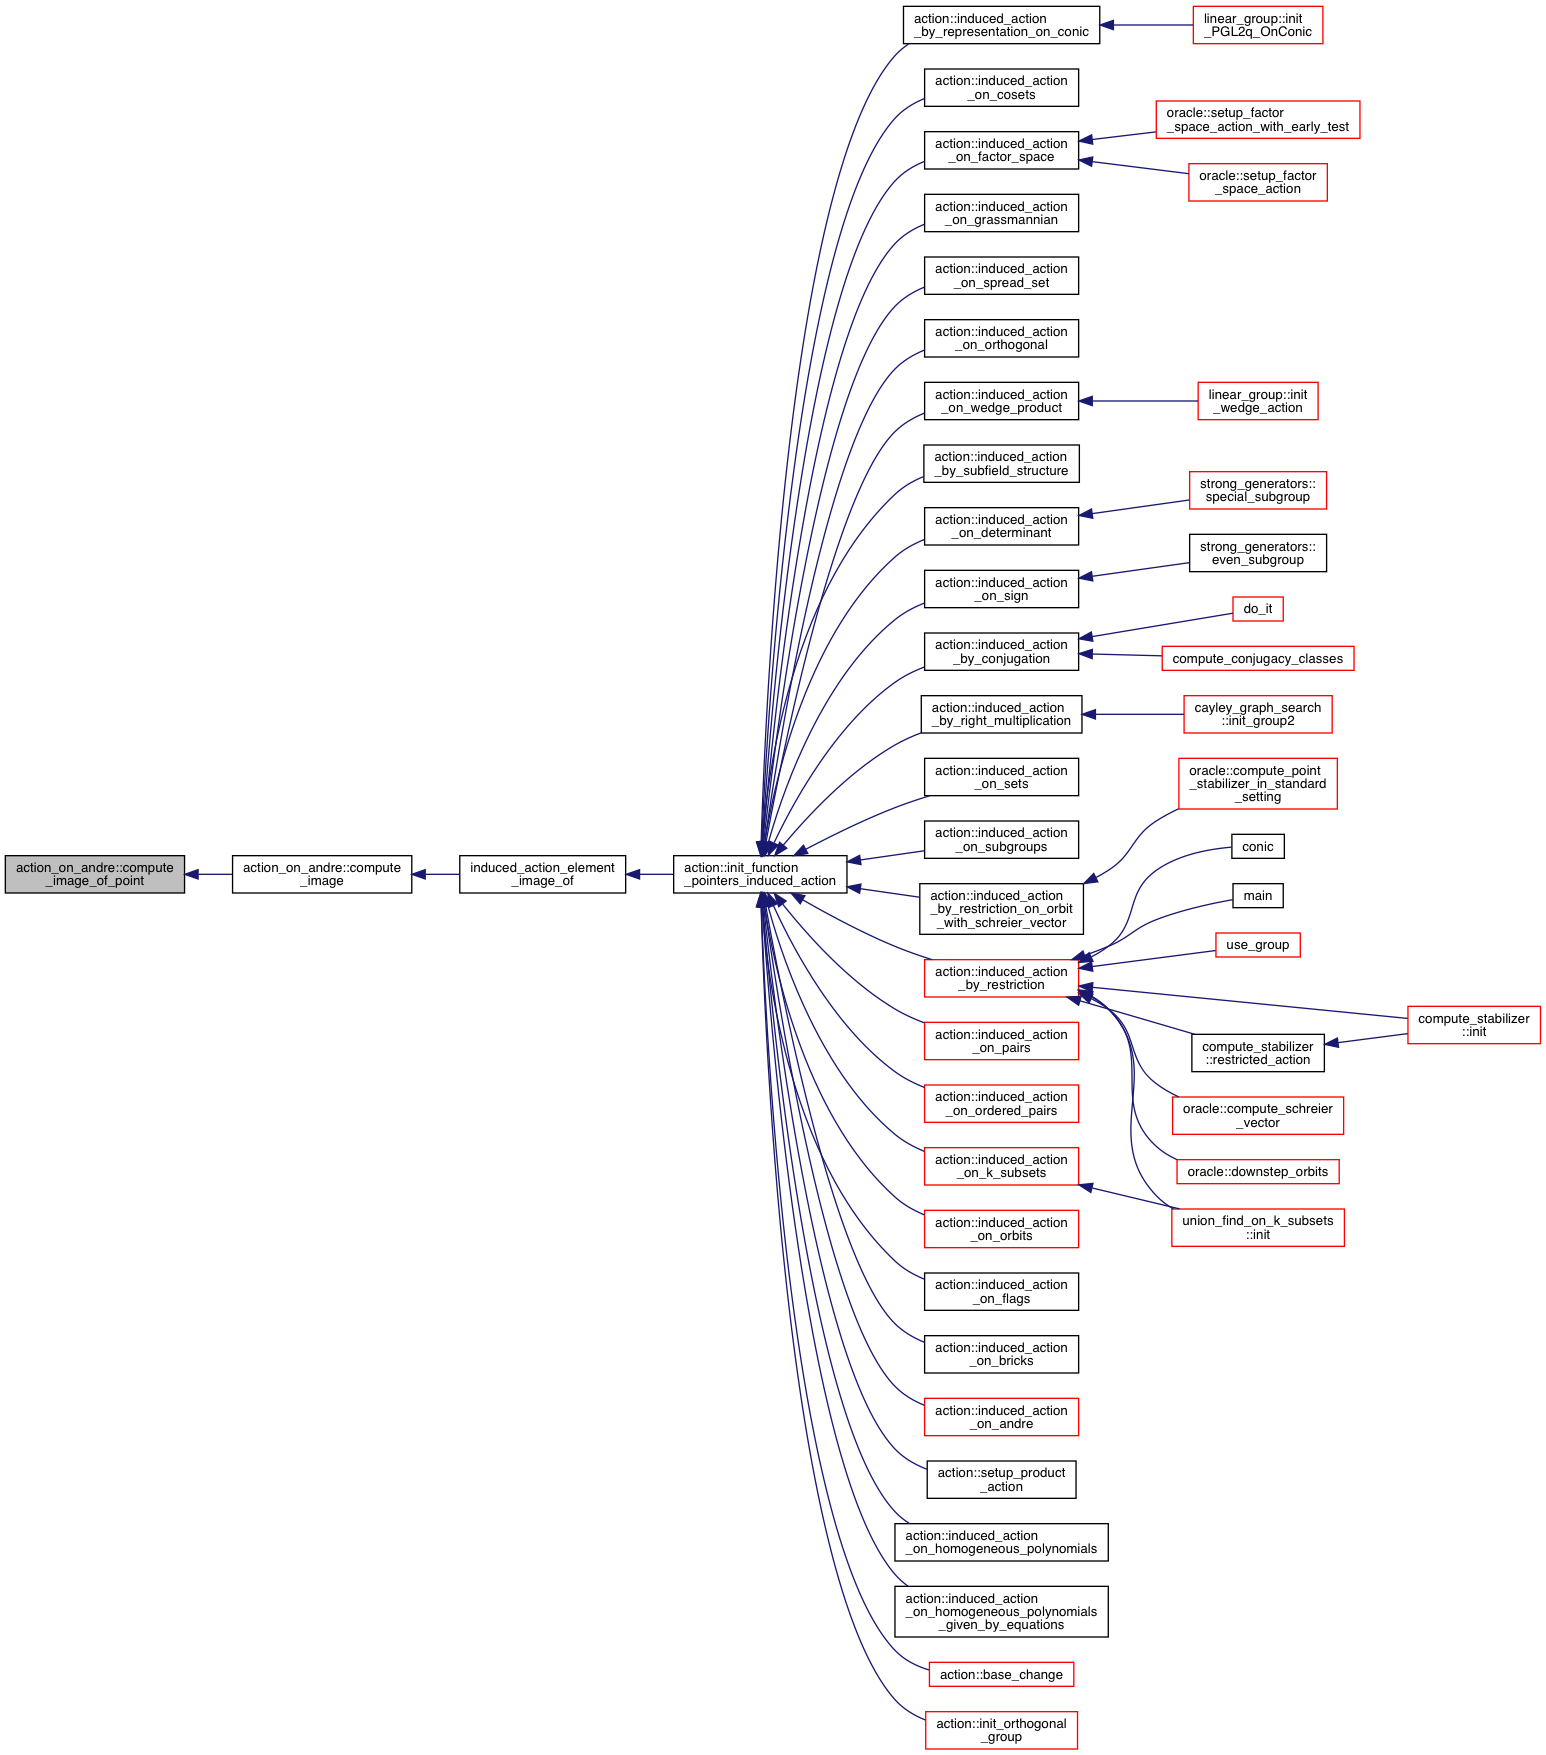 action_on_andre::compute
_image_of_point
action_on_andre::compute
_image
induced_action_element
_image_of
action::init_function
_pointers_induced_action
action::induced_action
_by_representation_on_conic
linear_group::init
_PGL2q_OnConic
action::induced_action
_on_cosets
action::induced_action
_on_factor_space
oracle::setup_factor
_space_action_with_early_test
oracle::setup_factor
_space_action
action::induced_action
_on_grassmannian
action::induced_action
_on_spread_set
action::induced_action
_on_orthogonal
action::induced_action
_on_wedge_product
linear_group::init
_wedge_action
action::induced_action
_by_subfield_structure
action::induced_action
_on_determinant
strong_generators::
special_subgroup
action::induced_action
_on_sign
strong_generators::
even_subgroup
action::induced_action
_by_conjugation
do_it
compute_conjugacy_classes
action::induced_action
_by_right_multiplication
cayley_graph_search
::init_group2
action::induced_action
_on_sets
action::induced_action
_on_subgroups
action::induced_action
_by_restriction_on_orbit
_with_schreier_vector
oracle::compute_point
_stabilizer_in_standard
_setting
action::induced_action
_by_restriction
conic
main
use_group
compute_stabilizer
::restricted_action
compute_stabilizer
::init
oracle::compute_schreier
_vector
oracle::downstep_orbits
union_find_on_k_subsets
::init
action::induced_action
_on_pairs
action::induced_action
_on_ordered_pairs
action::induced_action
_on_k_subsets
action::induced_action
_on_orbits
action::induced_action
_on_flags
action::induced_action
_on_bricks
action::induced_action
_on_andre
action::setup_product
_action
action::induced_action
_on_homogeneous_polynomials
action::induced_action
_on_homogeneous_polynomials
_given_by_equations
action::base_change
action::init_orthogonal
_group